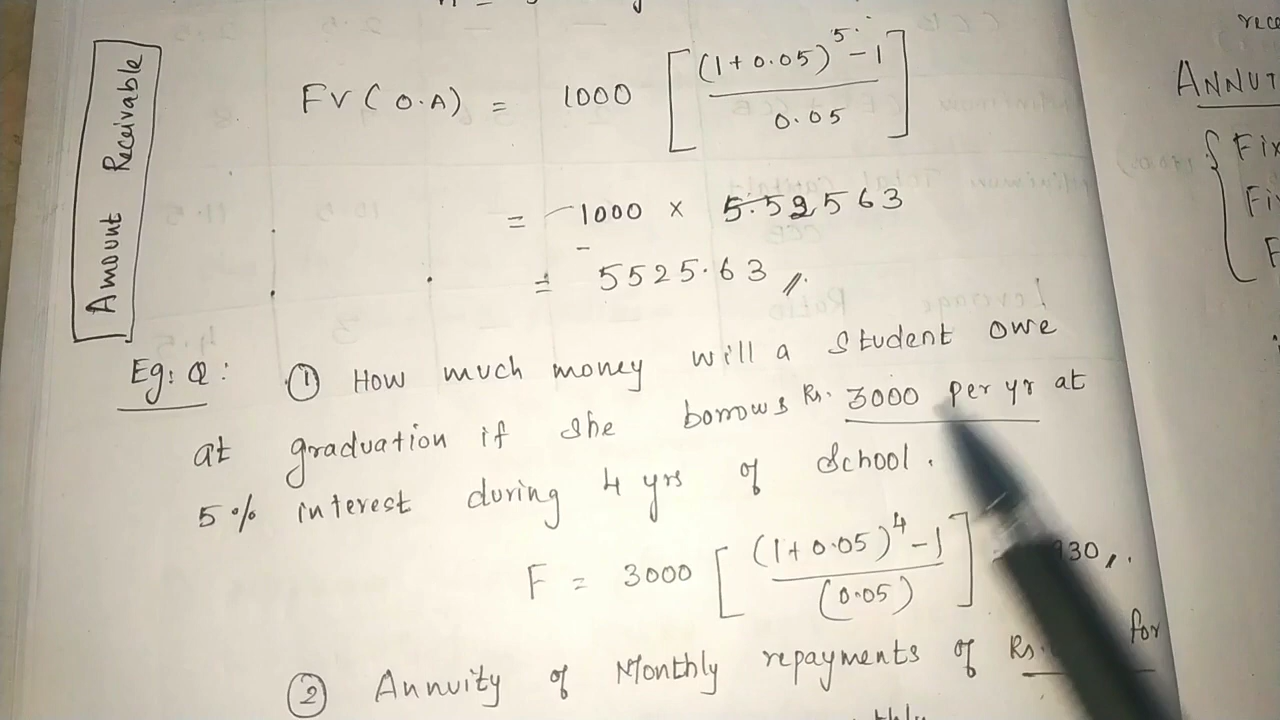 Amount Receivable
FV (O.A) = 1000 [ (1+0.05)^5 - 1 / 0.05 ]
= 1000 × 5.52563
= 5525.63 //.
Eg: Q: ① How much money will a student owe
at graduation if she borrows Rs. 3000 per yr at
5% interest during 4 yrs of School.
F = 3000 [ (1+0.05)^4 - 1 / (0.05) ] 930 //.
② Annuity of Monthly repayments of Rs. for
ANNUT
{ Fix
Fi
F